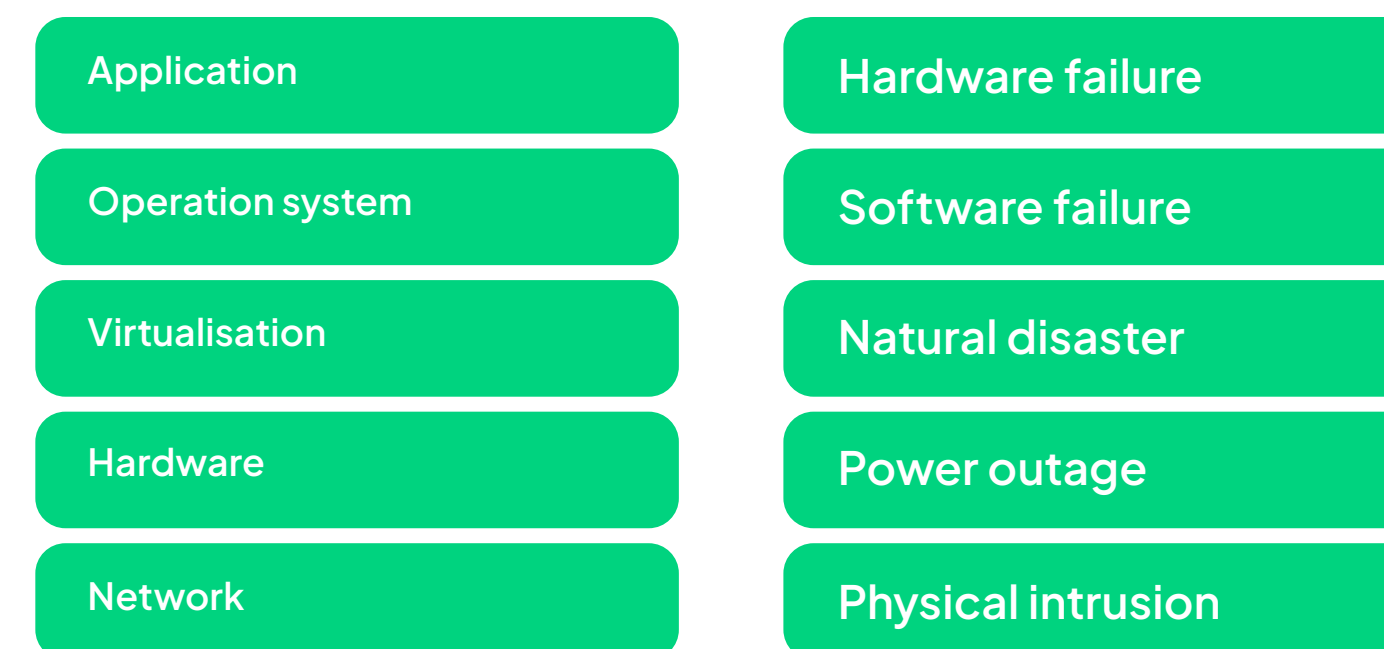 Application
Operation system
Virtualisation
Hardware
Network
Hardware failure
Software failure
Natural disaster
Power outage
Physical intrusion